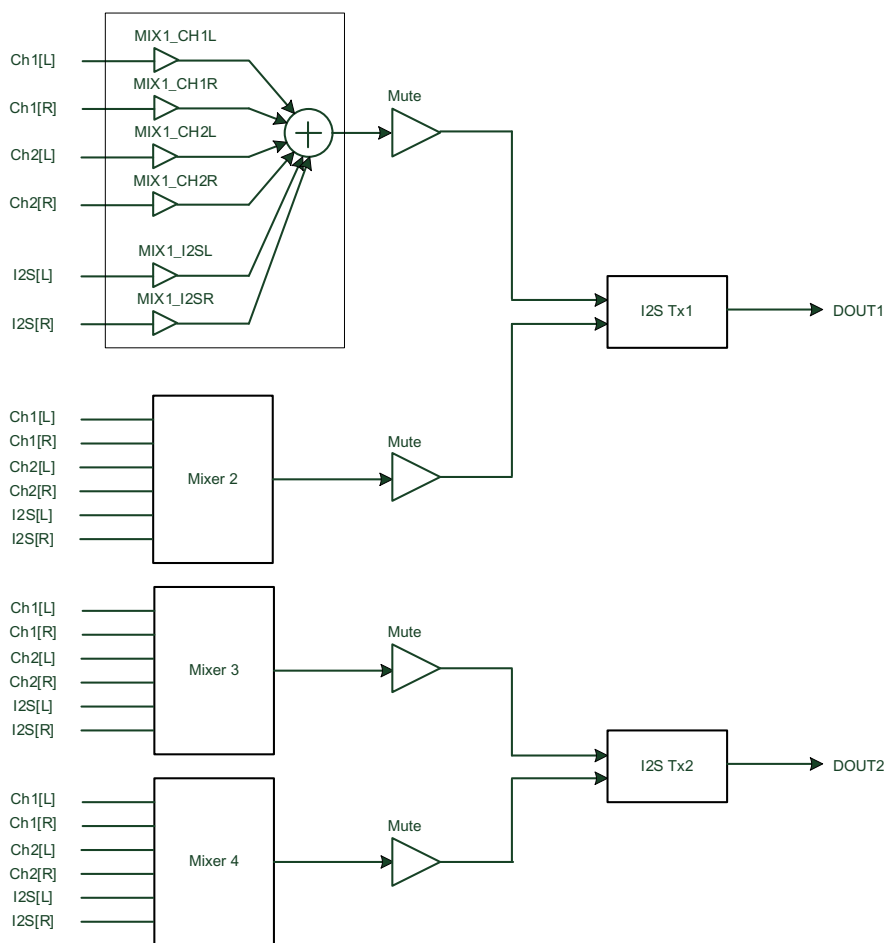 MIX1_CH1L
Ch1[L]
MIX1_CH1R
Ch1[R]
MIX1_CH2L
Ch2[L]
MIX1_CH2R
Ch2[R]
MIX1_I2SL
I2S[L]
MIX1_I2SR
I2S[R]
Mute
I2S Tx1
DOUT1
Ch1[L]
Ch1[R]
Ch2[L]
Ch2[R]
I2S[L]
I2S[R]
Mixer 2
Mute
Ch1[L]
Ch1[R]
Ch2[L]
Ch2[R]
I2S[L]
I2S[R]
Mixer 3
Mute
I2S Tx2
DOUT2
Ch1[L]
Ch1[R]
Ch2[L]
Ch2[R]
I2S[L]
I2S[R]
Mixer 4
Mute